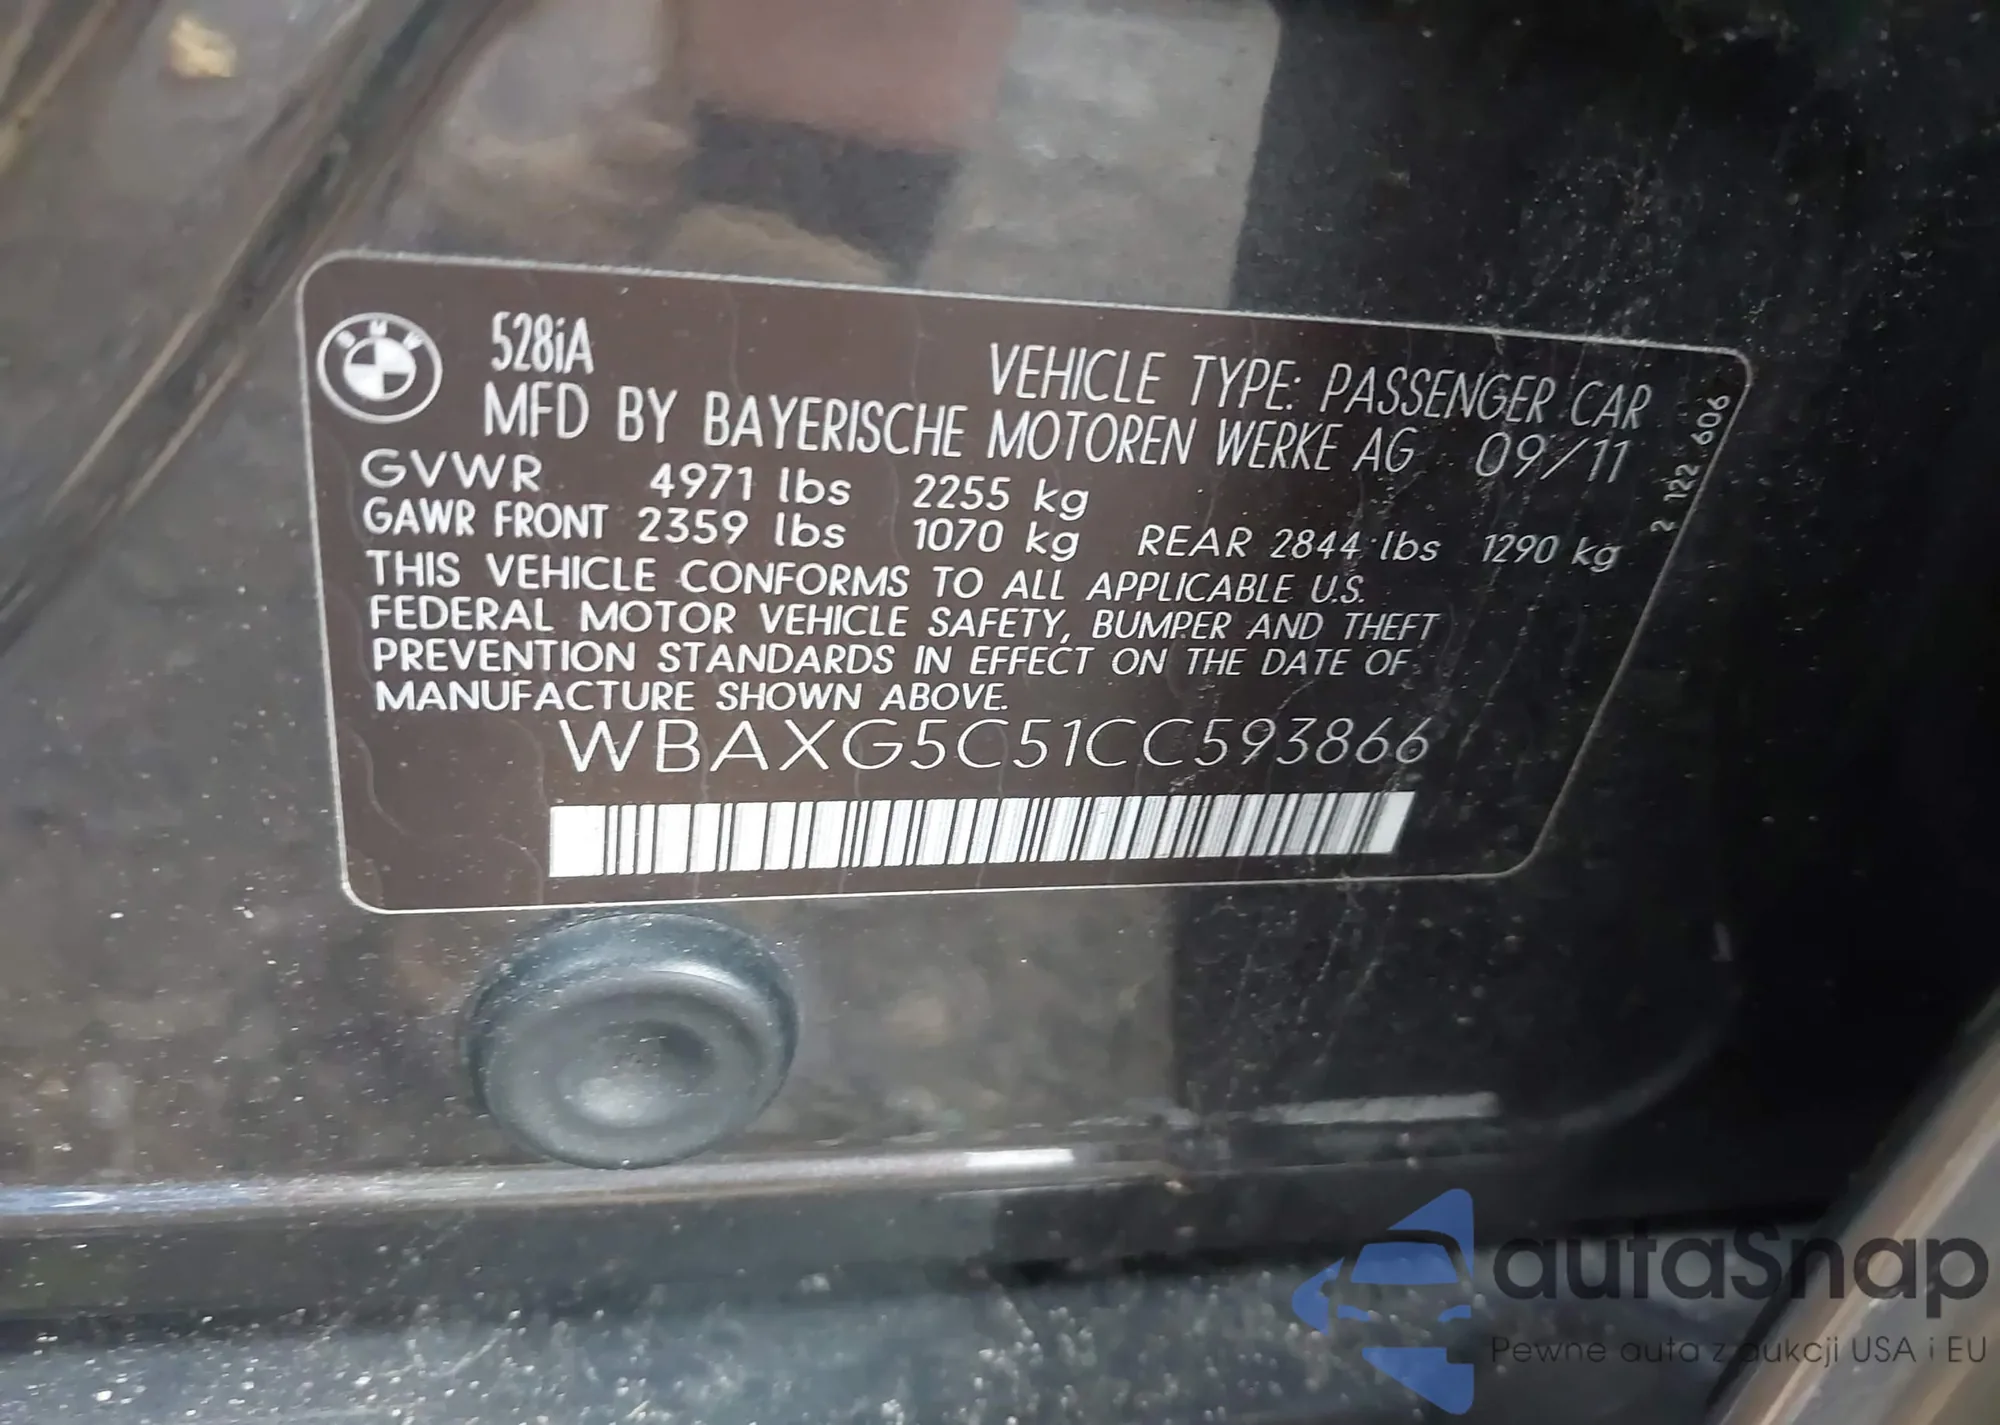 BMW
528iA
VEHICLE TYPE: PASSENGER CAR
MFD BY BAYERISCHE MOTOREN WERKE AG 09/11
GVWR 4971 lbs 2255 kg
GAWR FRONT 2359 lbs 1070 kg REAR 2844 lbs 1290 kg
THIS VEHICLE CONFORMS TO ALL APPLICABLE U.S.
FEDERAL MOTOR VEHICLE SAFETY, BUMPER AND THEFT
PREVENTION STANDARDS IN EFFECT ON THE DATE OF
MANUFACTURE SHOWN ABOVE.
WBAXG5C51CC593866
2 122 606
autaSnap
Pewne auta z aukcji USA i EU